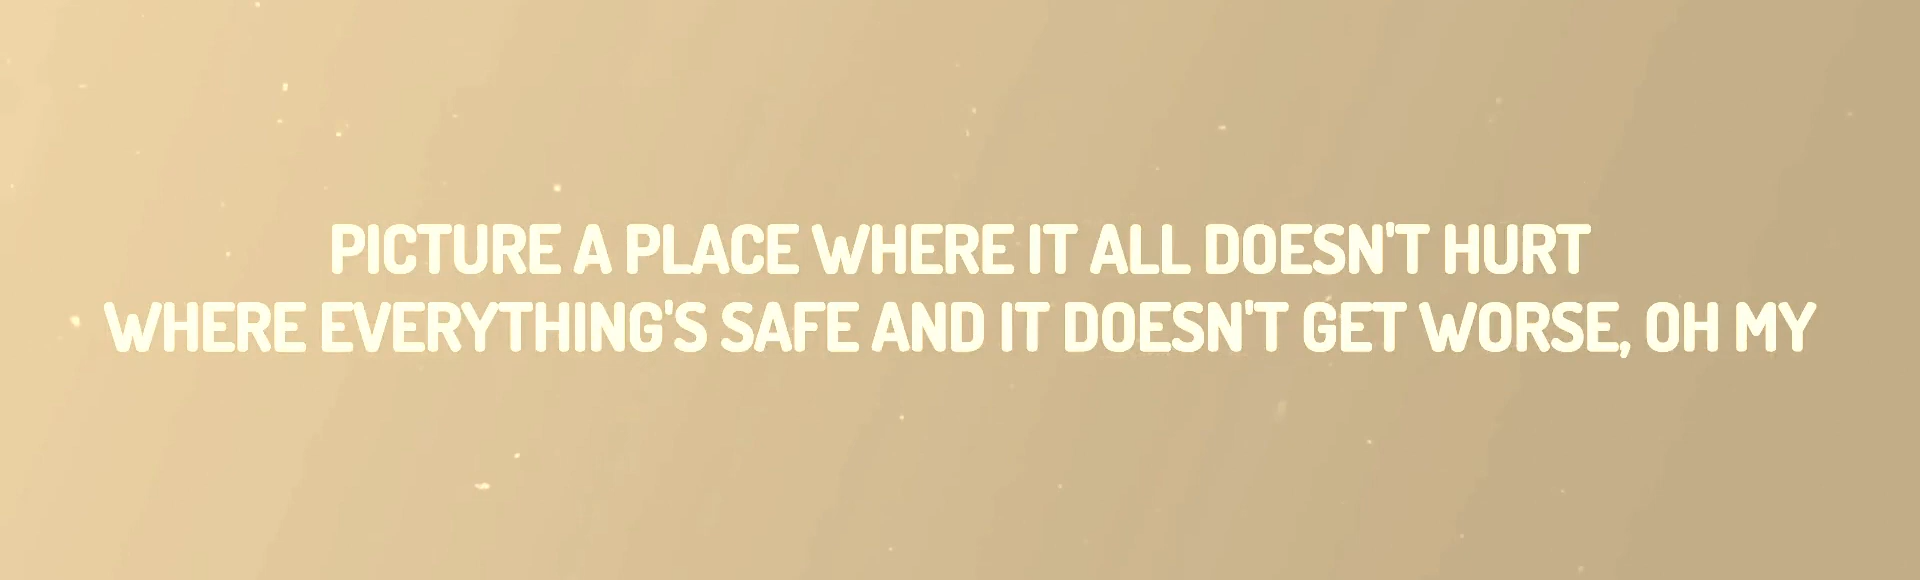 PICTURE A PLACE WHERE IT ALL DOESN'T HURT
WHERE EVERYTHING'S SAFE AND IT DOESN'T GET WORSE, OH MY